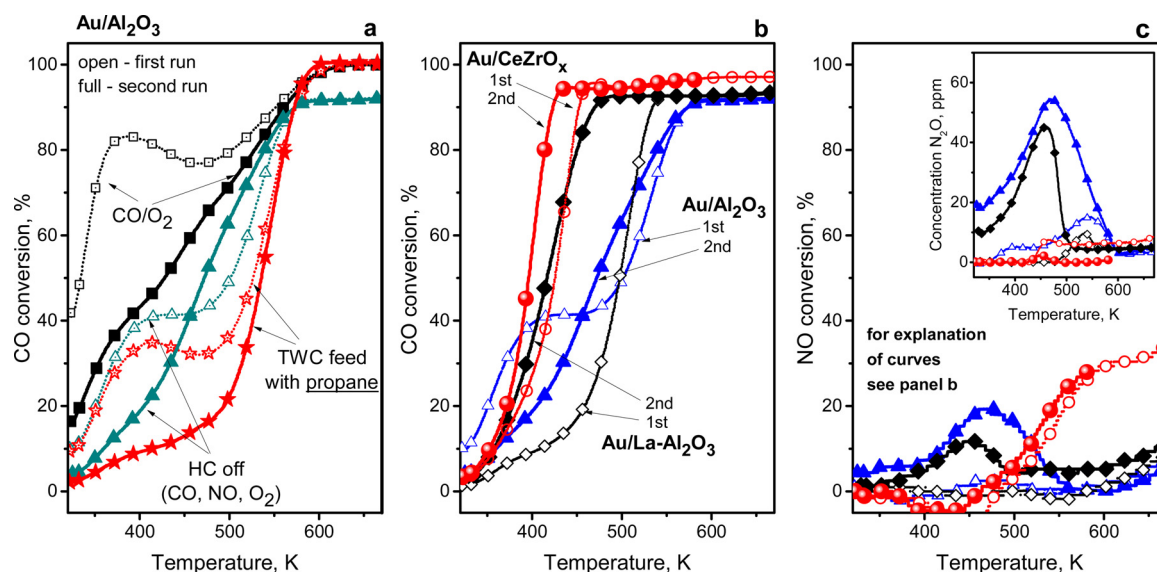 Au/Al2O3
a
open - first run
full - second run
CO/O2
TWC feed
with propane
HC off
(CO, NO, O2)
CO conversion, %
100
80
60
40
20
0
400
500
600
Temperature, K
b
Au/CeZrOx
1st
2nd
Au/Al2O3
1st
2nd
2nd
1st
Au/La-Al2O3
CO conversion, %
100
80
60
40
20
0
400
500
600
Temperature, K
c
Concentration N2O, ppm
60
40
20
0
400
500
600
Temperature, K
for explanation
of curves
see panel b
NO conversion, %
100
80
60
40
20
0
400
500
600
Temperature, K